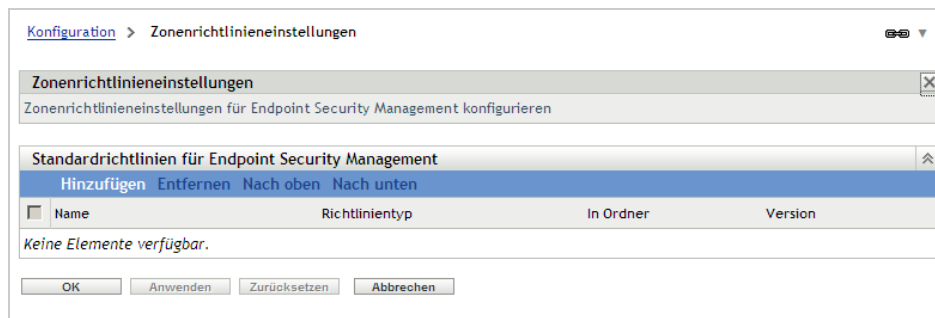 Konfiguration > Zonenrichtlinieneinstellungen
Zonenrichtlinieneinstellungen
Zonenrichtlinieneinstellungen für Endpoint Security Management konfigurieren
Standardrichtlinien für Endpoint Security Management
Hinzufügen Entfernen Nach oben Nach unten
Name Richtlinientyp In Ordner Version
Keine Elemente verfügbar.
OK Anwenden Zurücksetzen Abbrechen